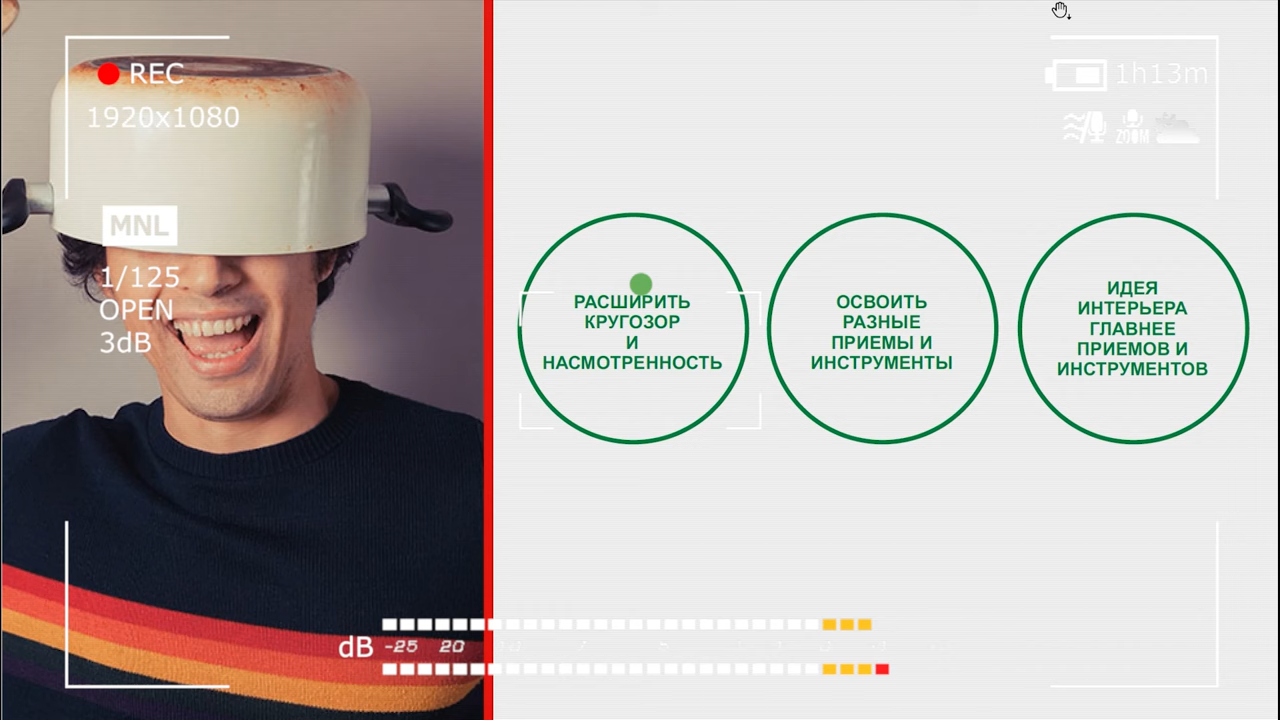 REC
1920x1080
MNL
1/125
OPEN
3dB
1h13m
ZOOM
РАСШИРИТЬ
КРУГОЗОР
И
НАСМОТРЕННОСТЬ
ОСВОИТЬ
РАЗНЫЕ
ПРИЕМЫ И
ИНСТРУМЕНТЫ
ИДЕЯ
ИНТЕРЬЕРА
ГЛАВНЕЕ
ПРИЕМОВ И
ИНСТРУМЕНТОВ
dB -25 20